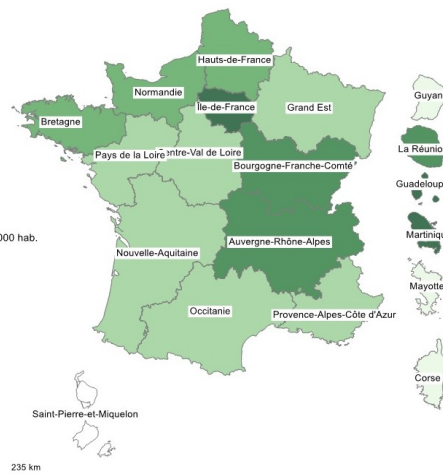 Hauts-de-France
Normandie
Île-de-France
Grand Est
Guyan
Bretagne
La Réunio
Pays de la Loire
entre-Val de Loire
Bourgogne-Franche-Comté
Guadeloup
000 hab.
Martiniqu
Auvergne-Rhône-Alpes
Nouvelle-Aquitaine
Mayotte
Occitanie
Provence-Alpes-Côte d'Azur
Corse
Saint-Pierre-et-Miquelon
235 km